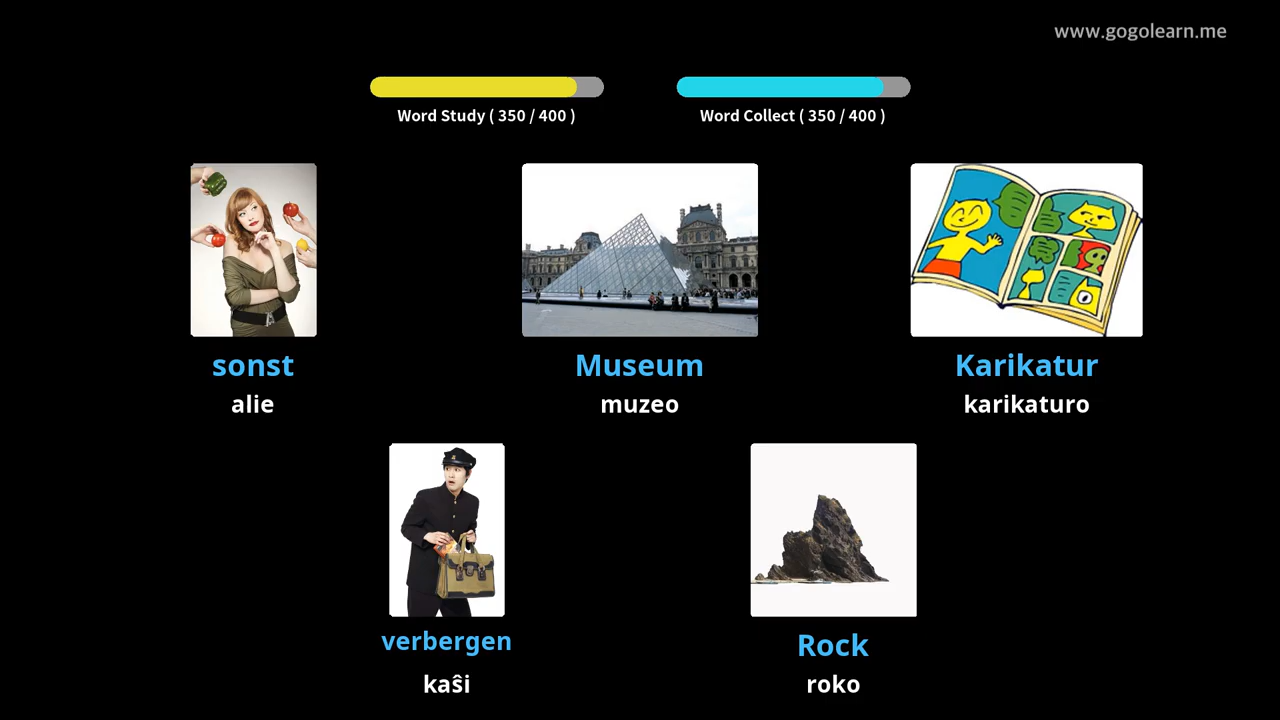 www.gogolearn.me
Word Study ( 350 / 400 )
Word Collect ( 350 / 400 )
sonst
alie
Museum
muzeo
Karikatur
karikaturo
verbergen
kaŝi
Rock
roko